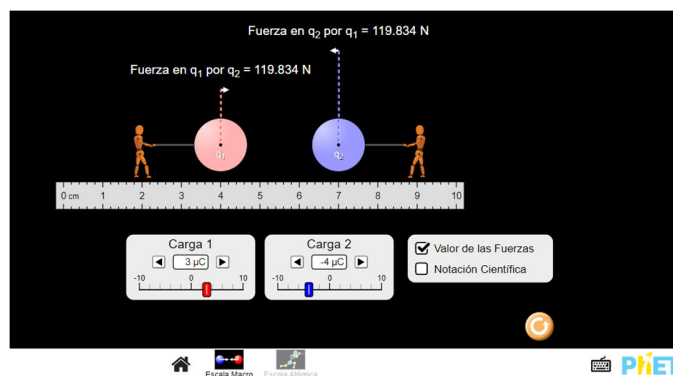 Fuerza en q₂ por q₁ = 119.834 N
Fuerza en q₁ por q₂ = 119.834 N
q₁
q₂
0 cm 1 2 3 4 5 6 7 8 9 10
Carga 1
3 µC
-10 0 10
Carga 2
-4 µC
-10 0 10
Valor de las Fuerzas
Notación Científica
Escala Macro
Escala Atómica
PhET